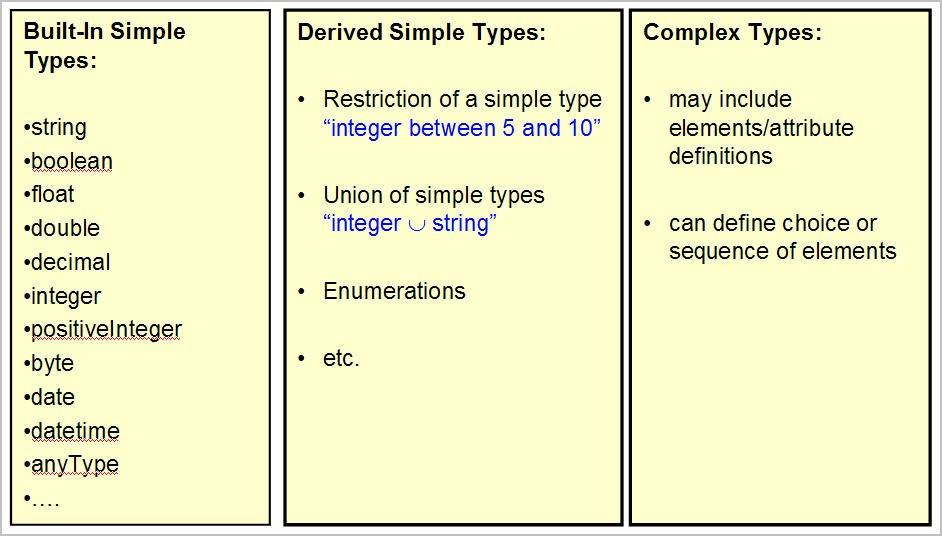 Built-In Simple
Types:
•string
•boolean
•float
•double
•decimal
•integer
•positiveInteger
•byte
•date
•datetime
•anyType
•....
Derived Simple Types:
• Restriction of a simple type
“integer between 5 and 10”
• Union of simple types
“integer ∪ string”
• Enumerations
• etc.
Complex Types:
• may include
elements/attribute
definitions
• can define choice or
sequence of elements